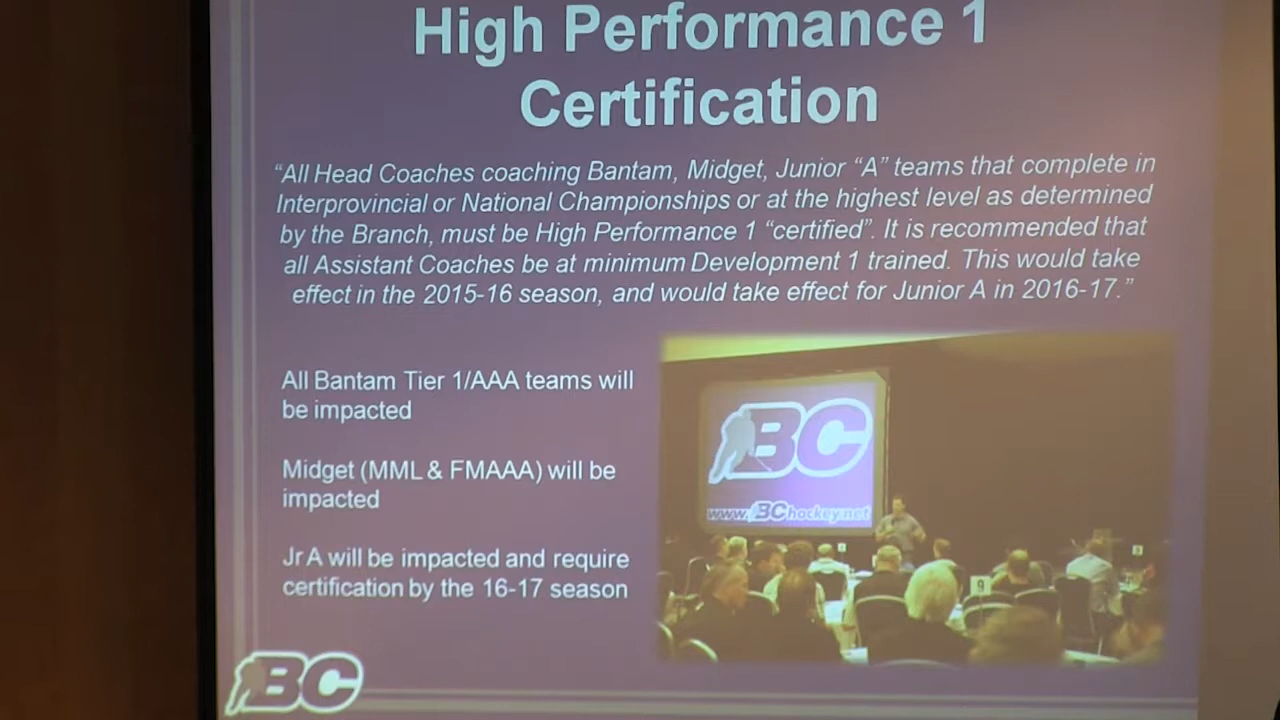 High Performance 1
Certification
“All Head Coaches coaching Bantam, Midget, Junior “A” teams that complete in
Interprovincial or National Championships or at the highest level as determined
by the Branch, must be High Performance 1 “certified”. It is recommended that
all Assistant Coaches be at minimum Development 1 trained. This would take
effect in the 2015-16 season, and would take effect for Junior A in 2016-17.”
All Bantam Tier 1/AAA teams will
be impacted
Midget (MML & FMAAA) will be
impacted
Jr A will be impacted and require
certification by the 16-17 season
BC
www.BChockey.net
9
BC